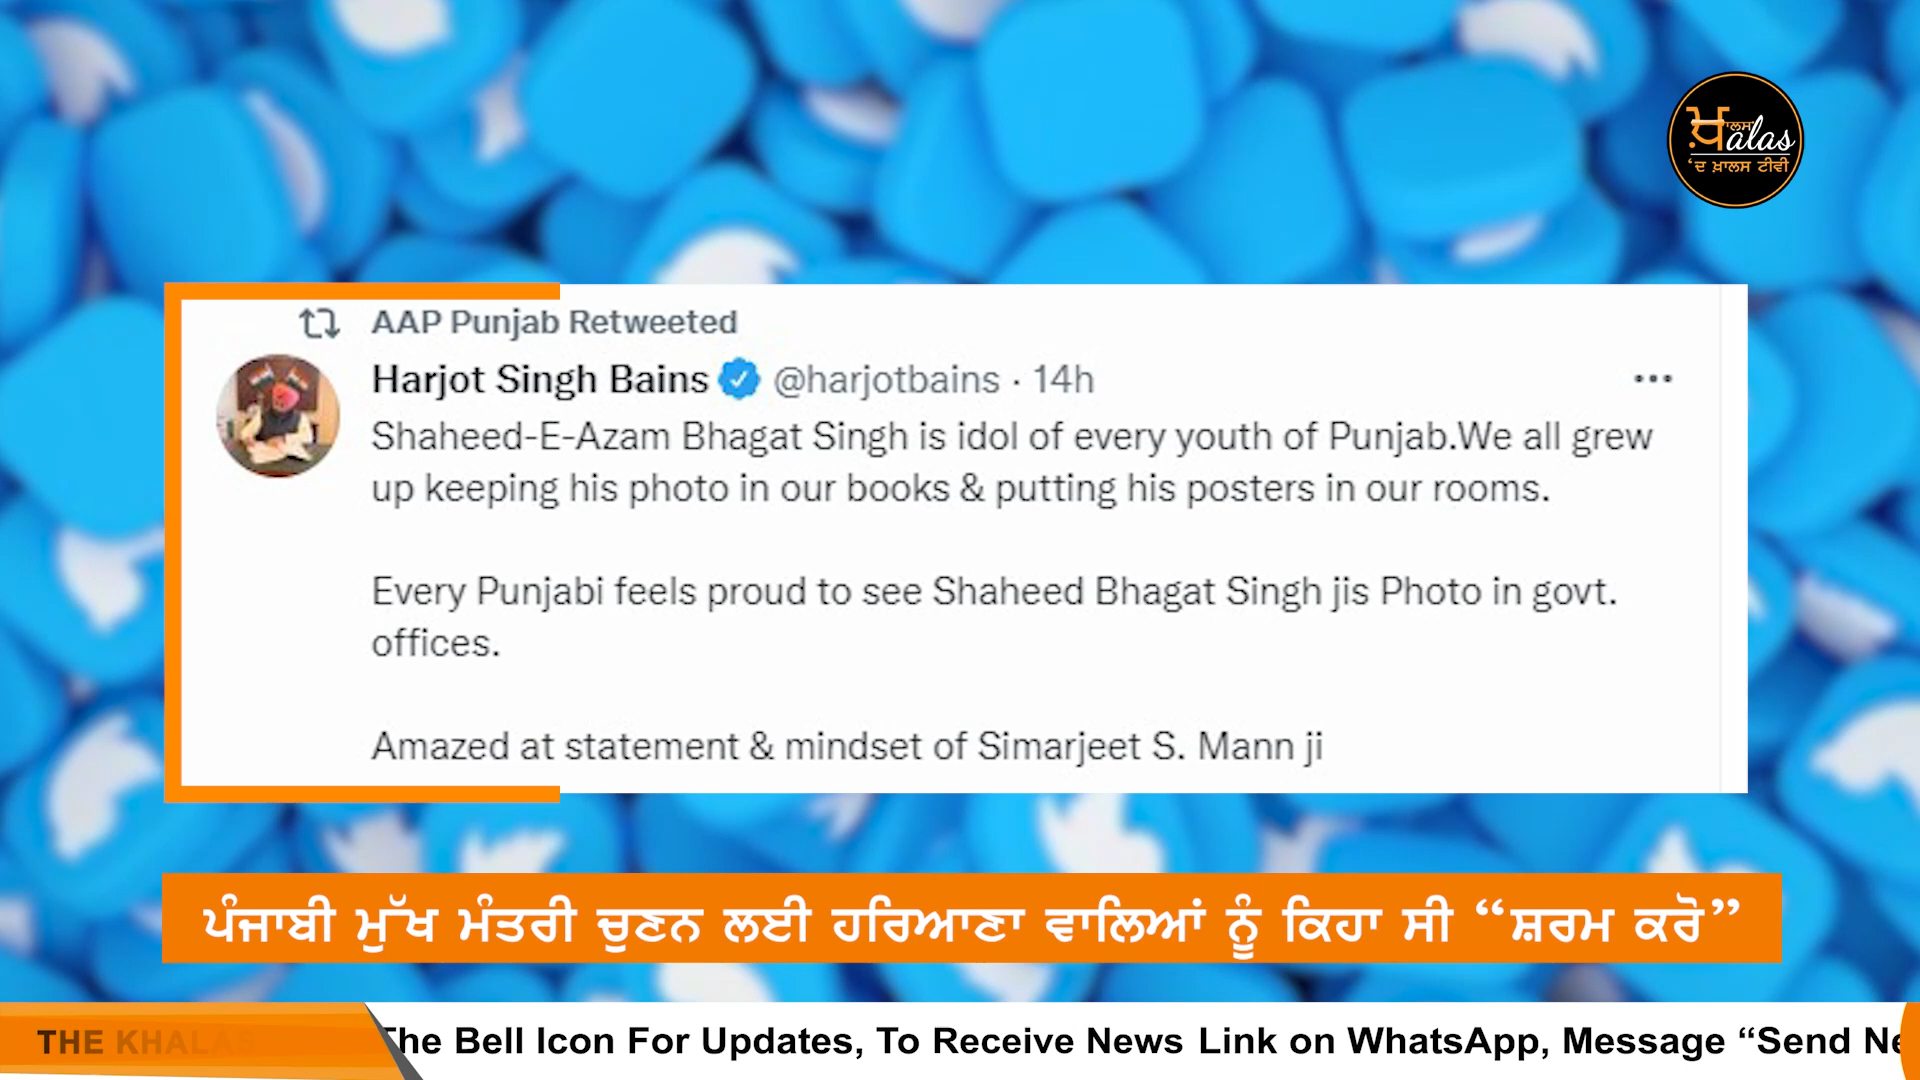 ਖ਼ਾਲਸ
alas
‘ਦ ਖ਼ਾਲਸ ਟੀਵੀ
AAP Punjab Retweeted
Harjot Singh Bains @harjotbains · 14h
Shaheed-E-Azam Bhagat Singh is idol of every youth of Punjab.We all grew
up keeping his photo in our books & putting his posters in our rooms.
Every Punjabi feels proud to see Shaheed Bhagat Singh jis Photo in govt.
offices.
Amazed at statement & mindset of Simarjeet S. Mann ji
ਪੰਜਾਬੀ ਮੁੱਖ ਮੰਤਰੀ ਚੁਣਨ ਲਈ ਹਰਿਆਣਾ ਵਾਲਿਆਂ ਨੂੰ ਕਿਹਾ ਸੀ “ਸ਼ਰਮ ਕਰੋ”
THE KHALAS The Bell Icon For Updates, To Receive News Link on WhatsApp, Message “Send Ne